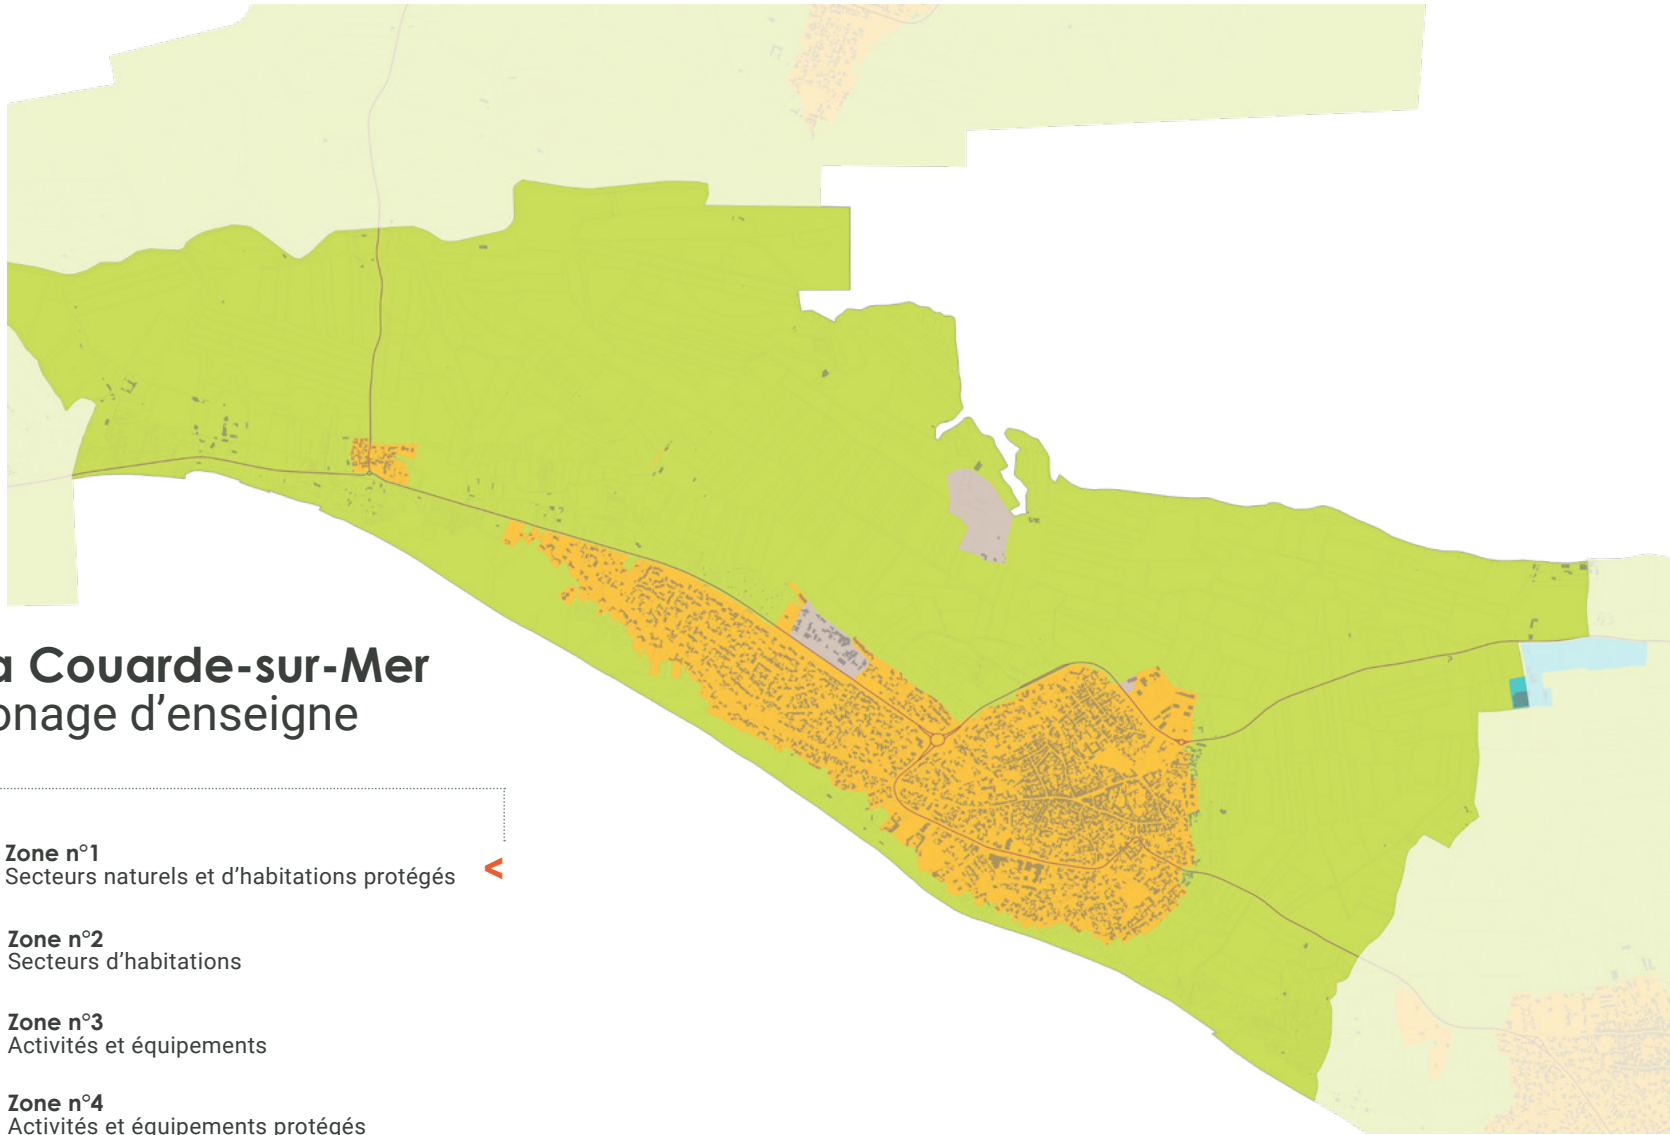 a Couarde-sur-Mer
onage d'enseigne
Zone n°1
Secteurs naturels et d'habitations protégés
<
Zone n°2
Secteurs d'habitations
Zone n°3
Activités et équipements
Zone n°4
Activités et équipements protégés